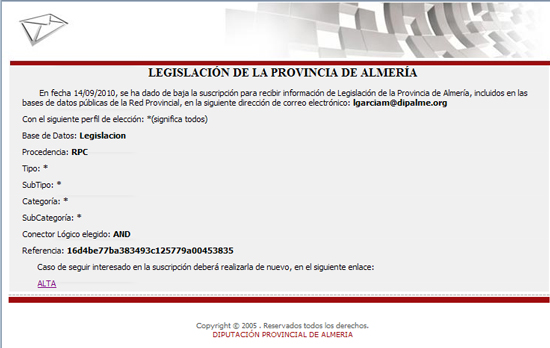 LEGISLACIÓN DE LA PROVINCIA DE ALMERÍA
En fecha 14/09/2010, se ha dado de baja la suscripción para recibir información de Legislación de la Provincia de Almería, incluidos en las
bases de datos públicas de la Red Provincial, en la siguiente dirección de correo electrónico: lgarciam@dipalme.org
Con el siguiente perfil de elección: *(significa todos)
Base de Datos: Legislacion
Procedencia: RPC
Tipo: *
SubTipo: *
Categoría: *
SubCategoría: *
Conector Lógico elegido: AND
Referencia: 16d4be77ba383493c125779a00453835
Caso de seguir interesado en la suscripción deberá realizarla de nuevo, en el siguiente enlace:
ALTA
Copyright © 2005 . Reservados todos los derechos.
DIPUTACIÓN PROVINCIAL DE ALMERIA